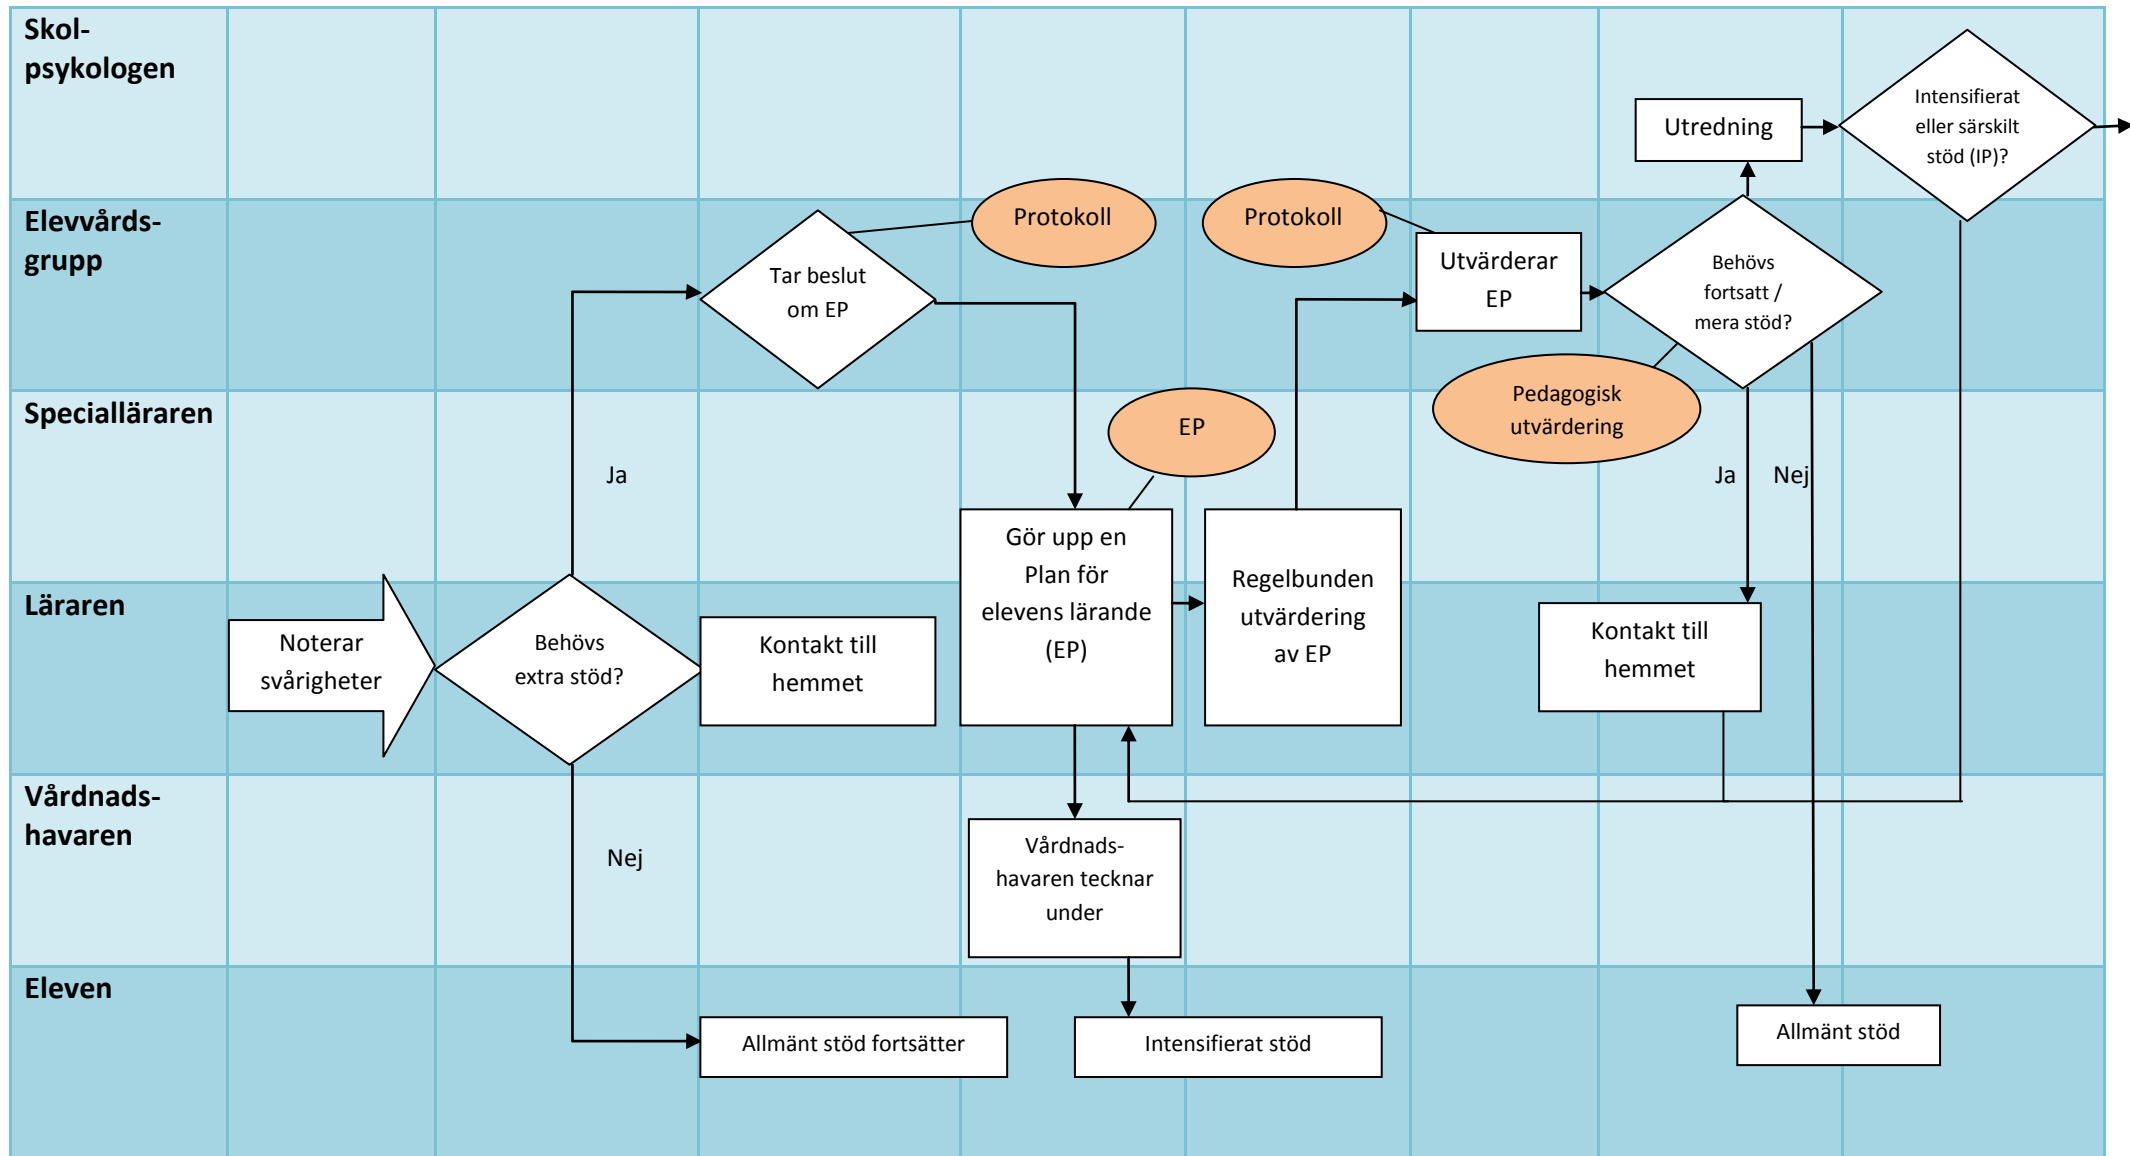 Skol-
psykologen
Utredning
Intensifierat
eller särskilt
stöd (IP)?
Elevvårds-
grupp
Tar beslut
om EP
Protokoll
Protokoll
Utvärderar
EP
Behövs
fortsatt /
mera stöd?
Specialläraren
Ja
EP
Pedagogisk
utvärdering
Ja
Nej
Gör upp en
Plan för
elevens lärande
(EP)
Regelbunden
utvärdering
av EP
Läraren
Noterar
svårigheter
Behövs
extra stöd?
Kontakt till
hemmet
Kontakt till
hemmet
Vårdnads-
havaren
Nej
Vårdnads-
havaren tecknar
under
Eleven
Allmänt stöd fortsätter
Intensifierat stöd
Allmänt stöd